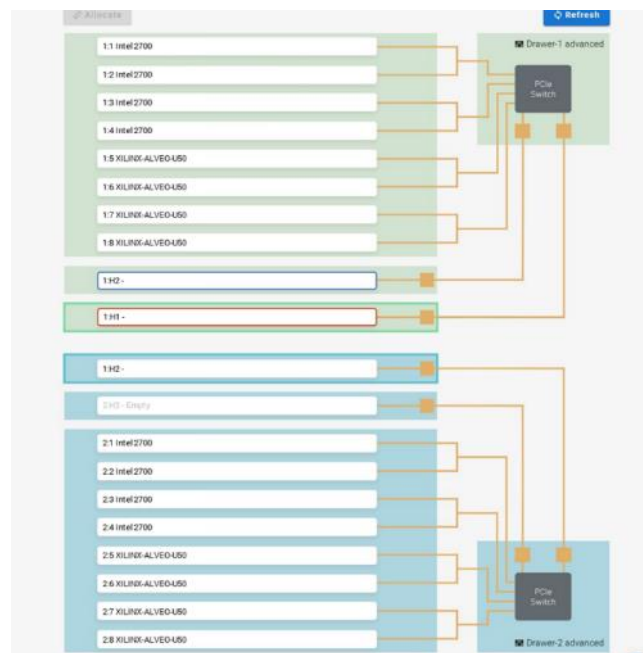 Allocate
Refresh
1:1 Intel 2700
Drawer-1 advanced
1:2 Intel 2700
PCIe
Switch
1:3 Intel 2700
1:4 Intel 2700
1:5 XILINX-ALVEO-U50
1:6 XILINX-ALVEO-U50
1:7 XILINX-ALVEO-U50
1:8 XILINX-ALVEO-U50
1:H2 -
1:H1 -
1:H2 -
- Empty
2:1 Intel 2700
2:2 Intel 2700
2:3 Intel 2700
2:4 Intel 2700
2:5 XILINX-ALVEO-U50
2:6 XILINX-ALVEO-U50
PCIe
Switch
2:7 XILINX-ALVEO-U50
2:8 XILINX-ALVEO-U50
Drawer-2 advanced